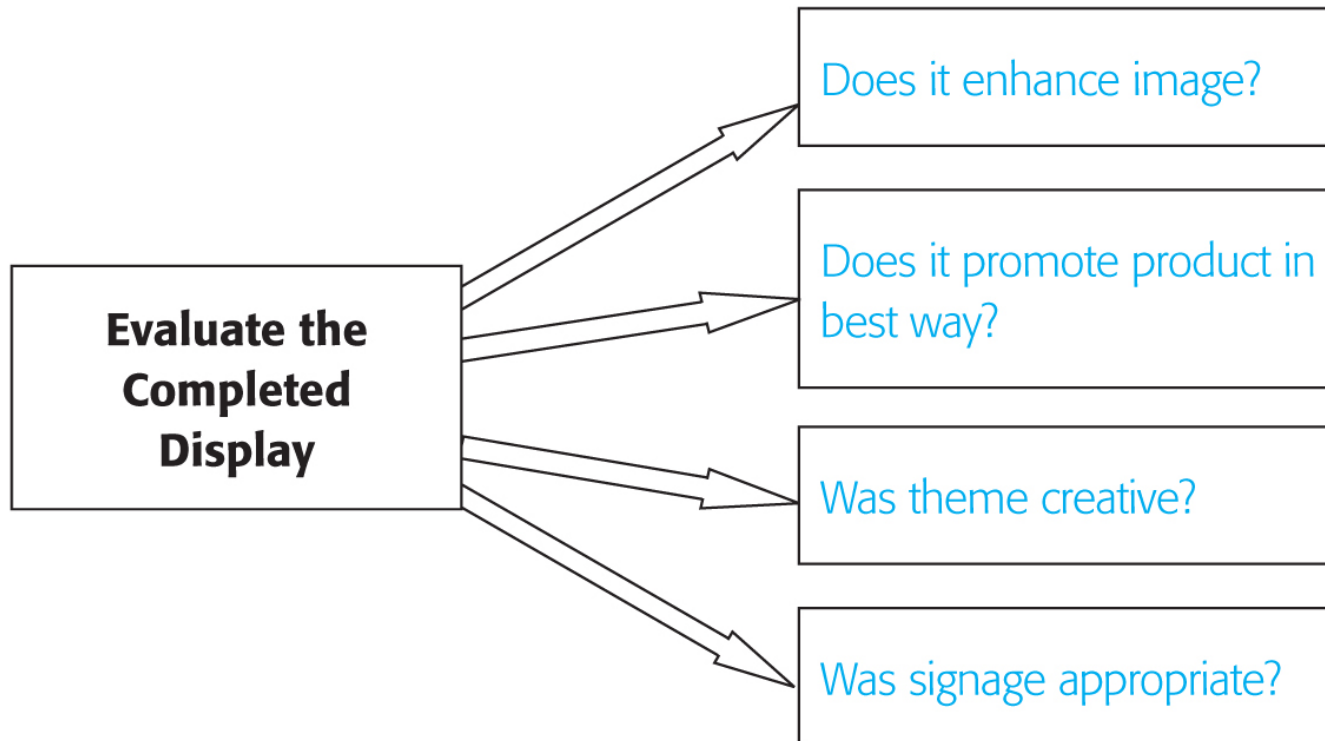 Evaluate the
Completed
Display
Does it enhance image?
Does it promote product in
best way?
Was theme creative?
Was signage appropriate?